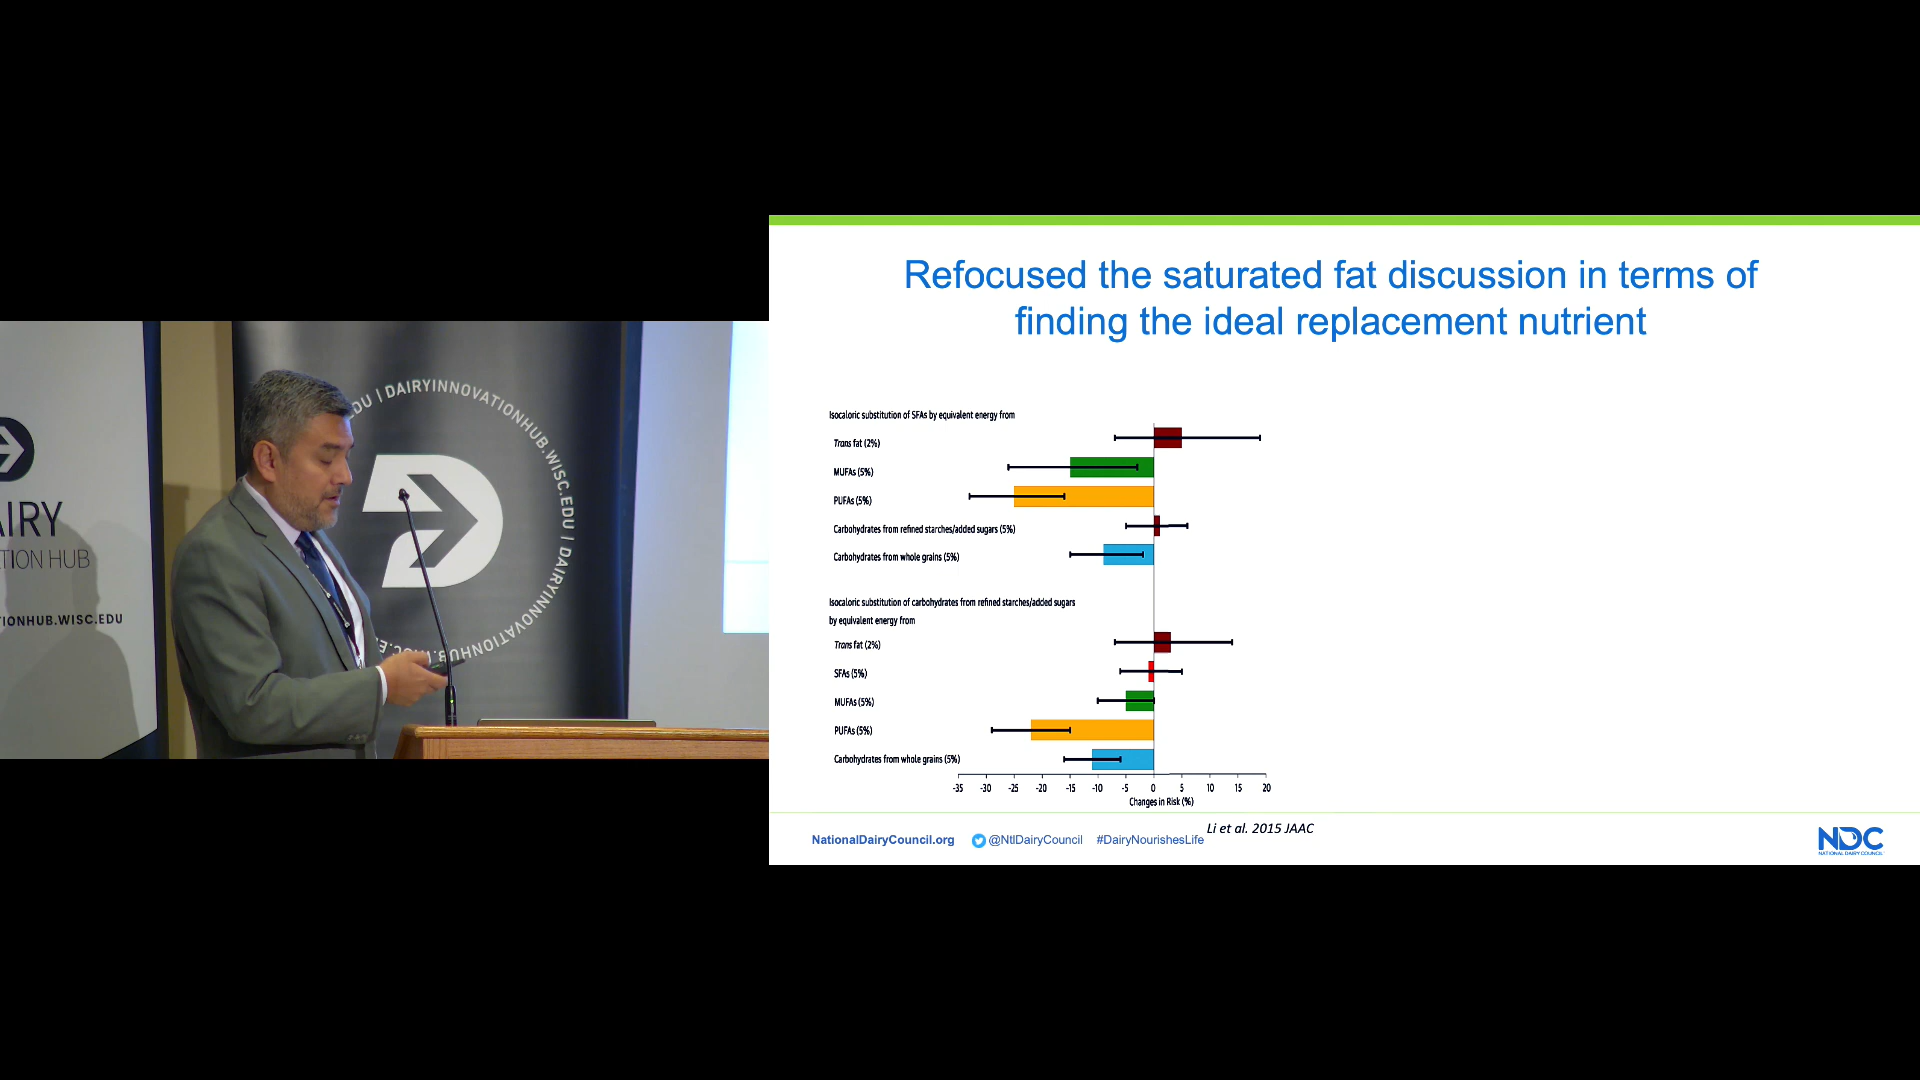 AIRY
TION HUB
TIONHUB.WISC.EDU
EDU | DAIRYINNOVATIONHUB.WISC.EDU | DAIRYINNOVATIONHUB.WISC.E
Refocused the saturated fat discussion in terms of
finding the ideal replacement nutrient
Isocaloric substitution of SFAs by equivalent energy from
Trans fat (2%)
MUFAs (5%)
PUFAs (5%)
Carbohydrates from refined starches/added sugars (5%)
Carbohydrates from whole grains (5%)
Isocaloric substitution of carbohydrates from refined starches/added sugars
by equivalent energy from
Trans fat (2%)
SFAs (5%)
MUFAs (5%)
PUFAs (5%)
Carbohydrates from whole grains (5%)
-35 -30 -25 -20 -15 -10 -5 0 5 10 15 20
Changes in Risk (%)
Li et al. 2015 JAAC
NationalDairyCouncil.org @NtlDairyCouncil #DairyNourishesLife
NDC
NATIONAL DAIRY COUNCIL